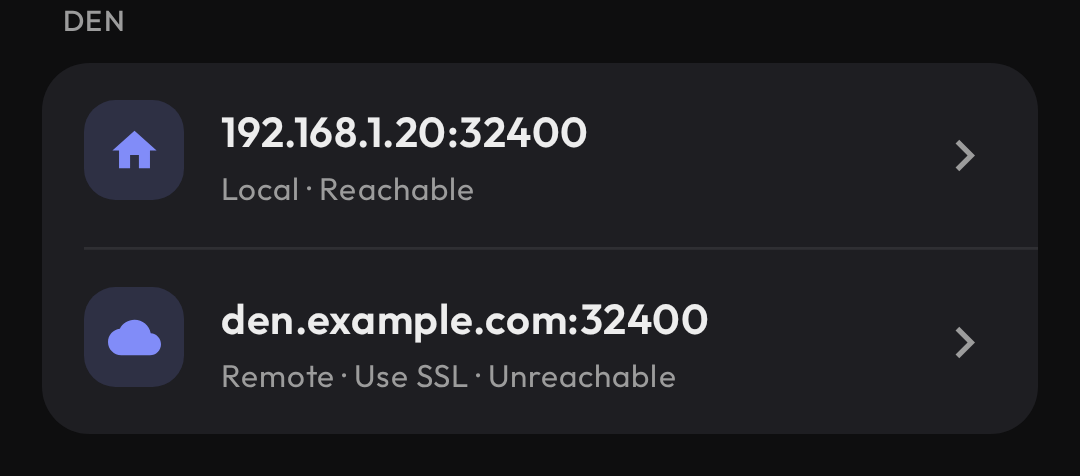 DEN
192.168.1.20:32400
Local · Reachable
den.example.com:32400
Remote · Use SSL · Unreachable